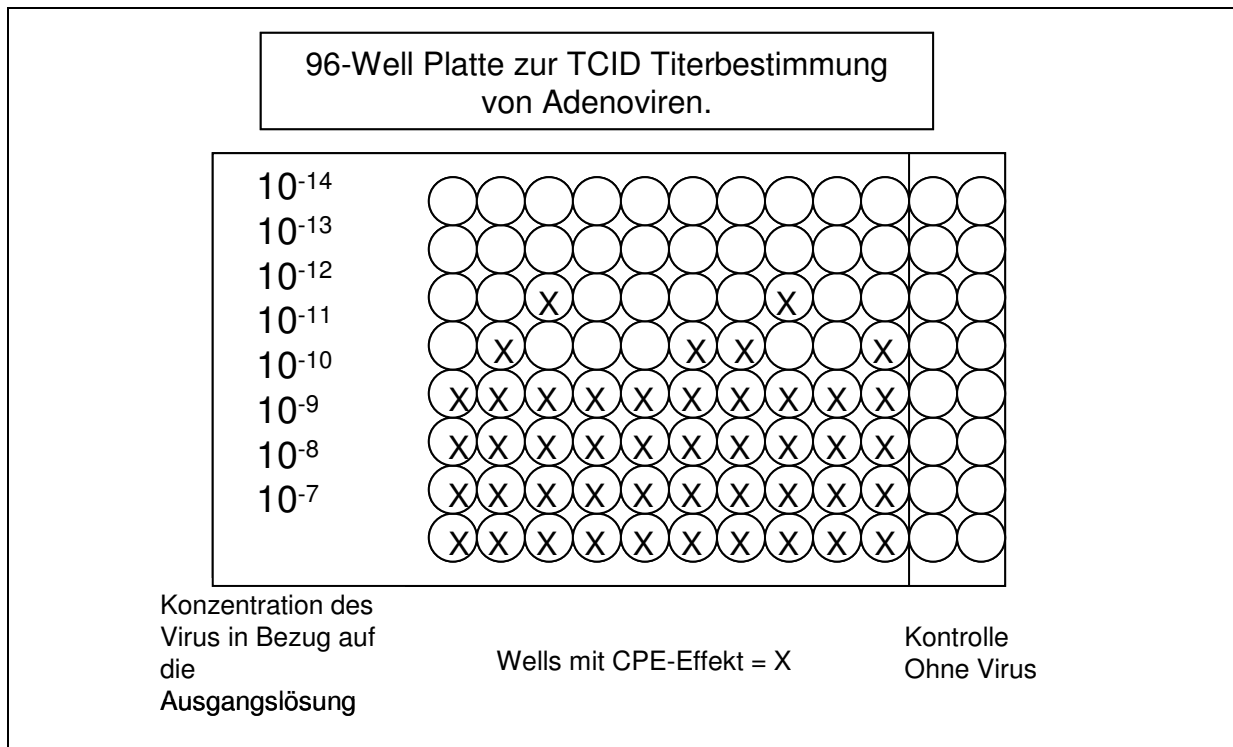 96-Well Platte zur TCID Titerbestimmung
von Adenoviren.
10⁻¹⁴
10⁻¹³
10⁻¹²
X X
10⁻¹¹
X X X X
10⁻¹⁰
X X X X X X X X X X
10⁻⁹
X X X X X X X X X X
10⁻⁸
X X X X X X X X X X
10⁻⁷
X X X X X X X X X X
Konzentration des
Virus in Bezug auf
die
Ausgangslösung
Wells mit CPE-Effekt = X
Kontrolle
Ohne Virus